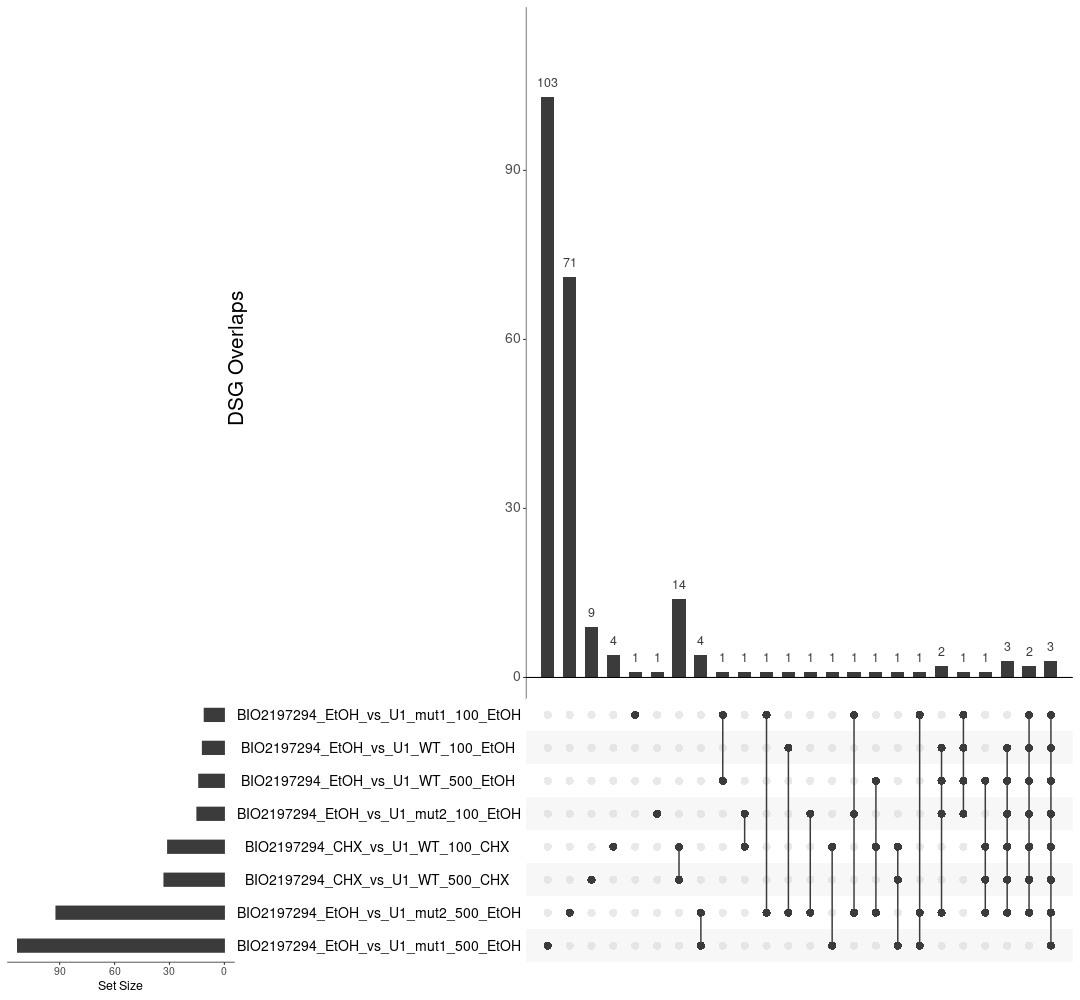 103
90
71
60
DSG Overlaps
30
14
9
4 1 1 4 1 1 1 1 1 1 1 1 1 1 2 1 1 3 2 3
0
BIO2197294_EtOH_vs_U1_mut1_100_EtOH
BIO2197294_EtOH_vs_U1_WT_100_EtOH
BIO2197294_EtOH_vs_U1_WT_500_EtOH
BIO2197294_EtOH_vs_U1_mut2_100_EtOH
BIO2197294_CHX_vs_U1_WT_100_CHX
BIO2197294_CHX_vs_U1_WT_500_CHX
BIO2197294_EtOH_vs_U1_mut2_500_EtOH
BIO2197294_EtOH_vs_U1_mut1_500_EtOH
90 60 30 0
Set Size